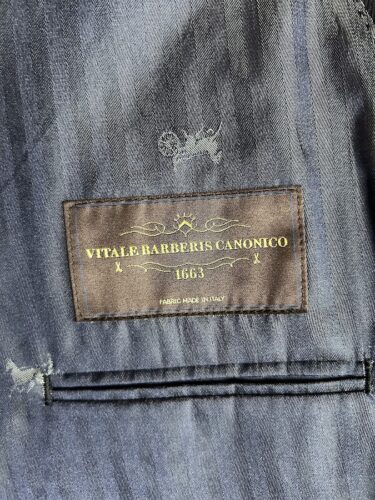 VITALE BARBERIS CANONICO
1663
FABRIC MADE IN ITALY